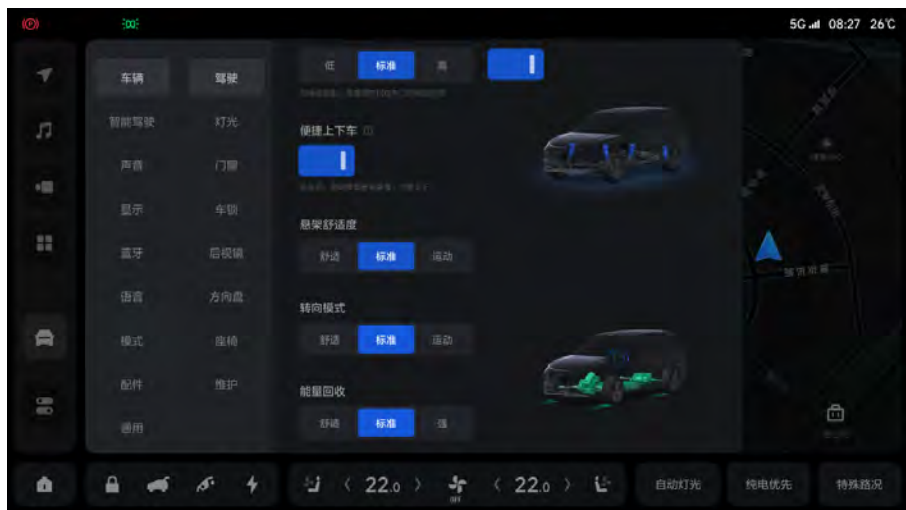 5G 08:27 26℃
车辆 驾驶
智能驾驶 灯光
声音 门窗
显示 车锁
蓝牙 后视镜
语言 方向盘
模式 座椅
配件 维护
通用
低 标准 高
便捷上下车
悬架舒适度
舒适 标准 运动
转向模式
舒适 标准 运动
能量回收
舒适 标准 强
22.0 OFF 22.0
自动灯光 纯电优先 特殊路况